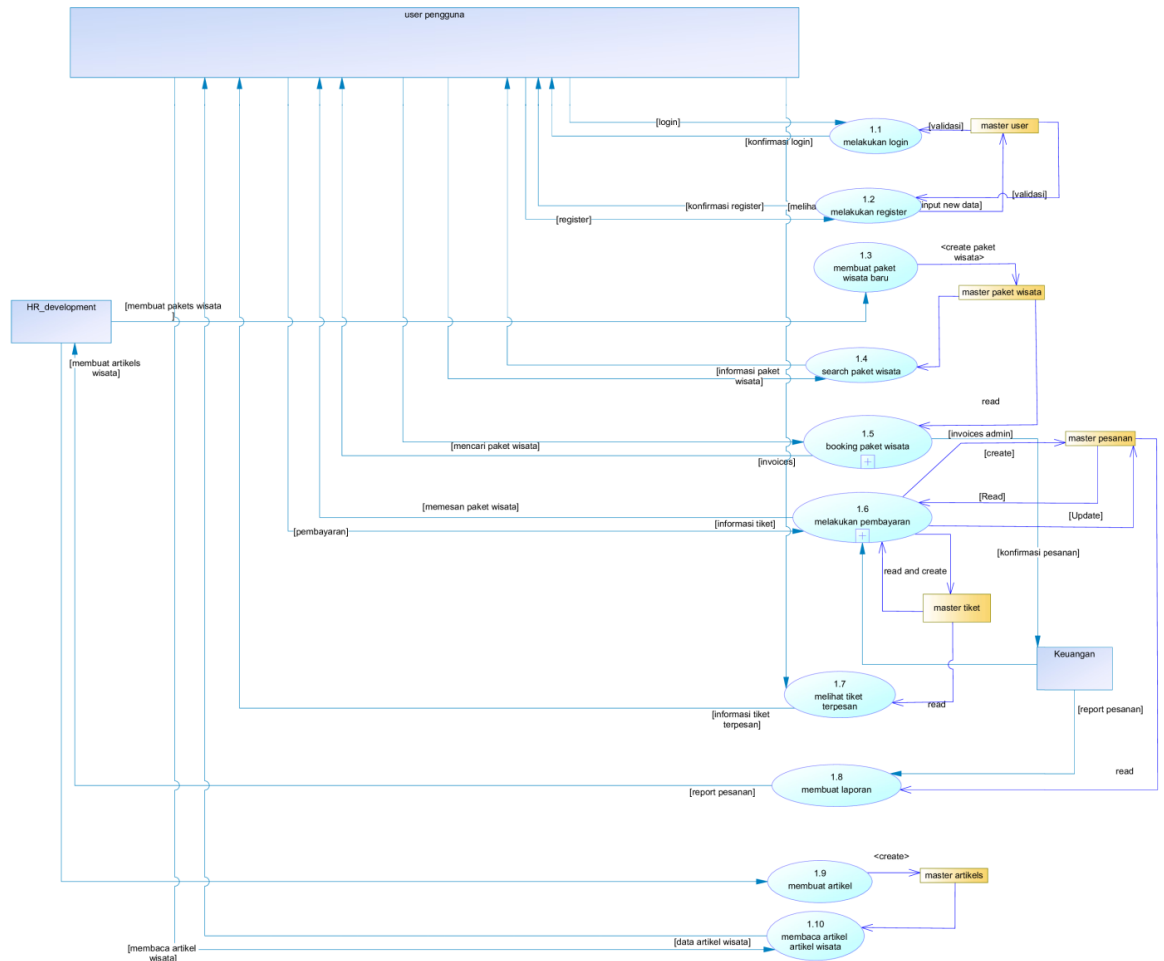 user pengguna
[login]
1.1
melakukan login
[validasi]
master user
[konfirmasi login]
[validasi]
1.2
melakukan register
[konfirmasi register]
[meliha
input new data]
[register]
<create paket
wisata>
1.3
membuat paket
wisata baru
master paket wisata
HR_development
[membuat pakets wisata
]
[membuat artikels
wisata]
1.4
search paket wisata
[informasi paket
wisata]
read
1.5
booking paket wisata
[invoices admin]
master pesanan
[mencari paket wisata]
[create]
[invoices]
[Read]
1.6
melakukan pembayaran
[memesan paket wisata]
[Update]
[pembayaran]
[informasi tiket]
[konfirmasi pesanan]
read and create
master tiket
Keuangan
1.7
melihat tiket
terpesan
read
[informasi tiket
terpesan]
[report pesanan]
1.8
membuat laporan
read
[report pesanan]
<create>
1.9
membuat artikel
master artikels
1.10
membaca artikel
artikel wisata
[data artikel wisata]
[membaca artikel
wisata]